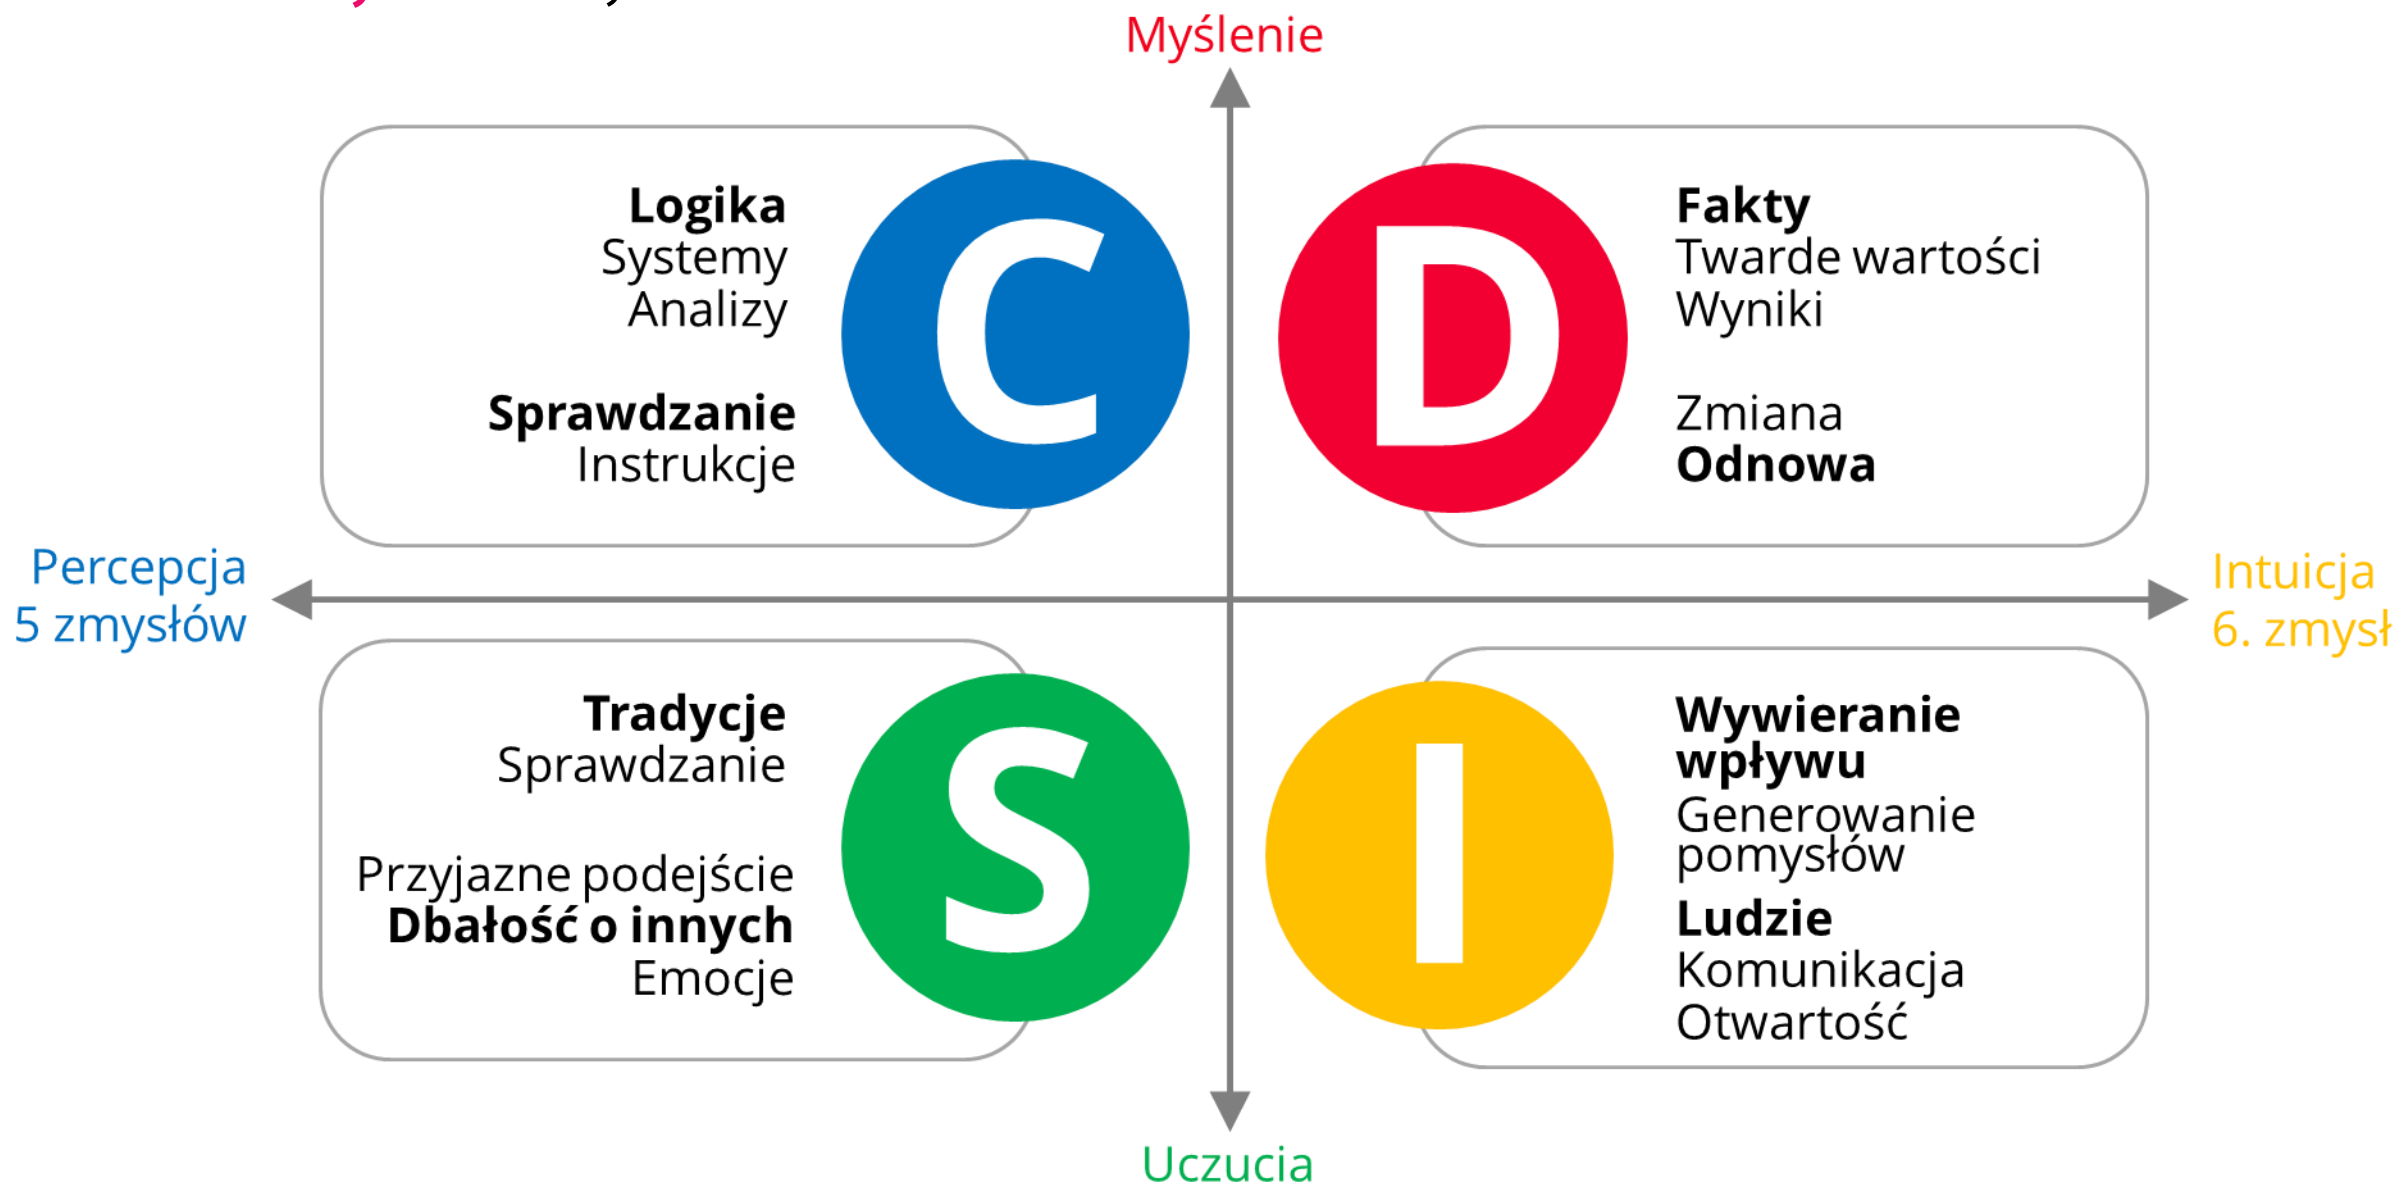 Myślenie
Logika
Systemy
Analizy
Sprawdzanie
Instrukcje
C
D
Fakty
Twarde wartości
Wyniki
Zmiana
Odnowa
Percepcja
5 zmysłów
Intuicja
6. zmysł
Tradycje
Sprawdzanie
Przyjazne podejście
Dbałość o innych
Emocje
S
I
Wywieranie
wpływu
Generowanie
pomysłów
Ludzie
Komunikacja
Otwartość
Uczucia